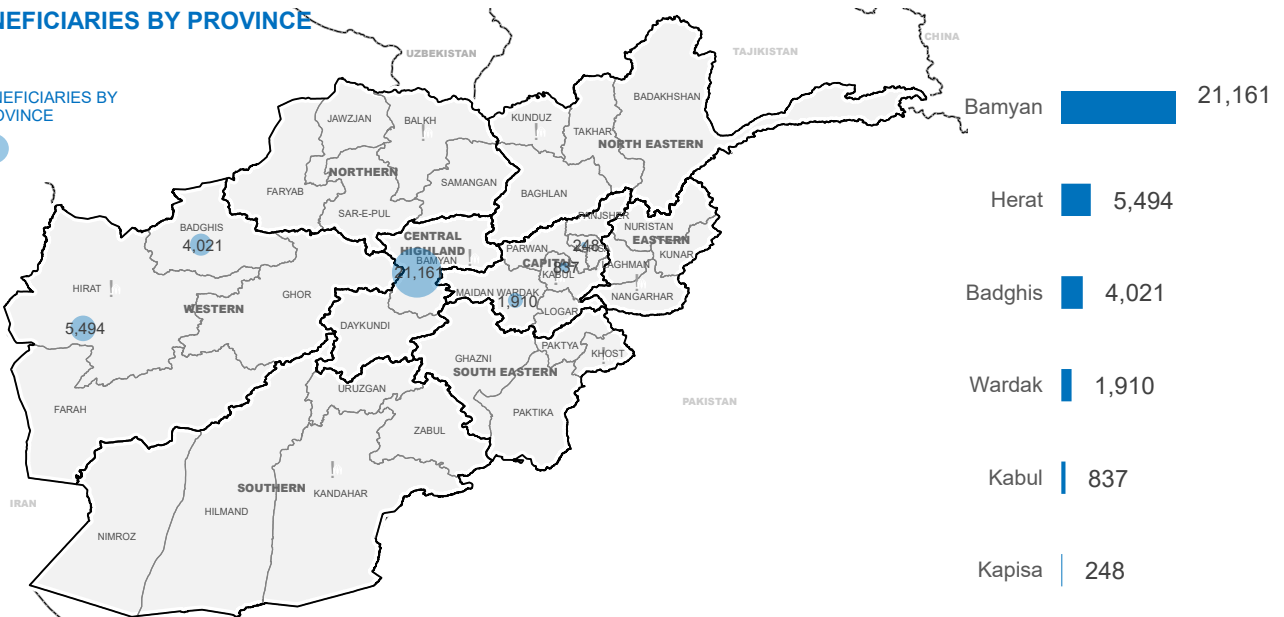 NEFICIARIES BY PROVINCE
NEFICIARIES BY
OVINCE
UZBEKISTAN
TAJIKISTAN
CHINA
BADAKHSHAN
JAWZJAN
BALKH
KUNDUZ
TAKHAR
NORTH EASTERN
NORTHERN
FARYAB
SAMANGAN
BAGHLAN
SAR-E-PUL
PANJSHER
BADGHIS
4,021
CENTRAL
HIGHLAND
BAMYAN
21,161
PARWAN
248
NURISTAN
EASTERN
KUNAR
CAPITAL
837
KABUL
LAGHMAN
HIRAT
GHOR
MAIDAN WARDAK
1,910
NANGARHAR
WESTERN
LOGAR
5,494
DAYKUNDI
PAKTYA
KHOST
GHAZNI
SOUTH EASTERN
URUZGAN
FARAH
PAKTIKA
PAKISTAN
ZABUL
SOUTHERN
KANDAHAR
IRAN
HILMAND
NIMROZ
Bamyan 21,161
Herat 5,494
Badghis 4,021
Wardak 1,910
Kabul 837
Kapisa 248